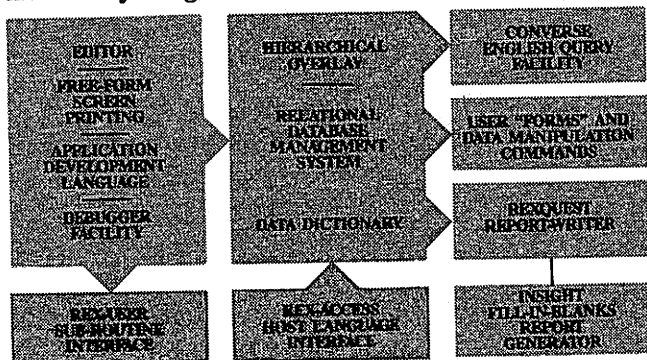 EDITOR
FREE-FORM
SCREEN
PRINTING
APPLICATION
DEVELOPMENT
LANGUAGE
DEBUGGER
FACILITY
REX-USER
SUB-ROUTINE
INTERFACE
HIERARCHICAL
OVERLAY
RELATIONAL
DATABASE
MANAGEMENT
SYSTEM
DATA DICTIONARY
REX-ACCESS
HOST LANGUAGE
INTERFACE
CONVERSE
ENGLISH QUERY
FACILITY
USER "FORMS" AND
DATA MANIPULATION
COMMANDS
REXQUEST
REPORT-WRITER
INSIGHT
FILL-IN-BLANKS
REPORT
GENERATOR